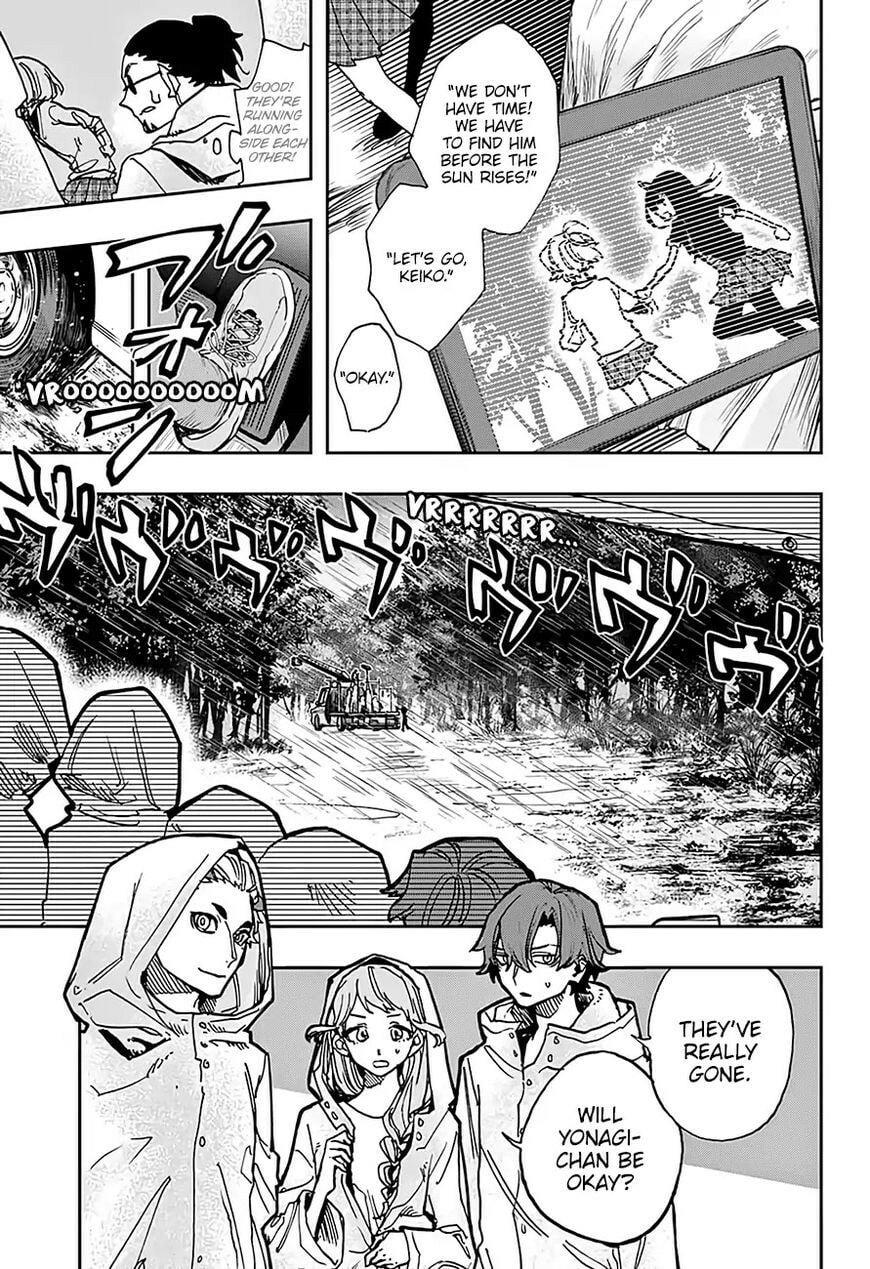 "WE DON'T
HAVE TIME!
WE HAVE
TO FIND HIM
BEFORE THE
SUN RISES!"
"LET'S GO,
KEIKO."
"OKAY."
GOOD!
THEY'RE
RUNNING
ALONG-
SIDE EACH
OTHER!
ブォ
VROOOOOOOOOOM
VRRRRRRR...
ヴヴヴヴヴヴヴ
THEY'VE
REALLY
GONE.
WILL
YONAGI-
CHAN BE
OKAY?